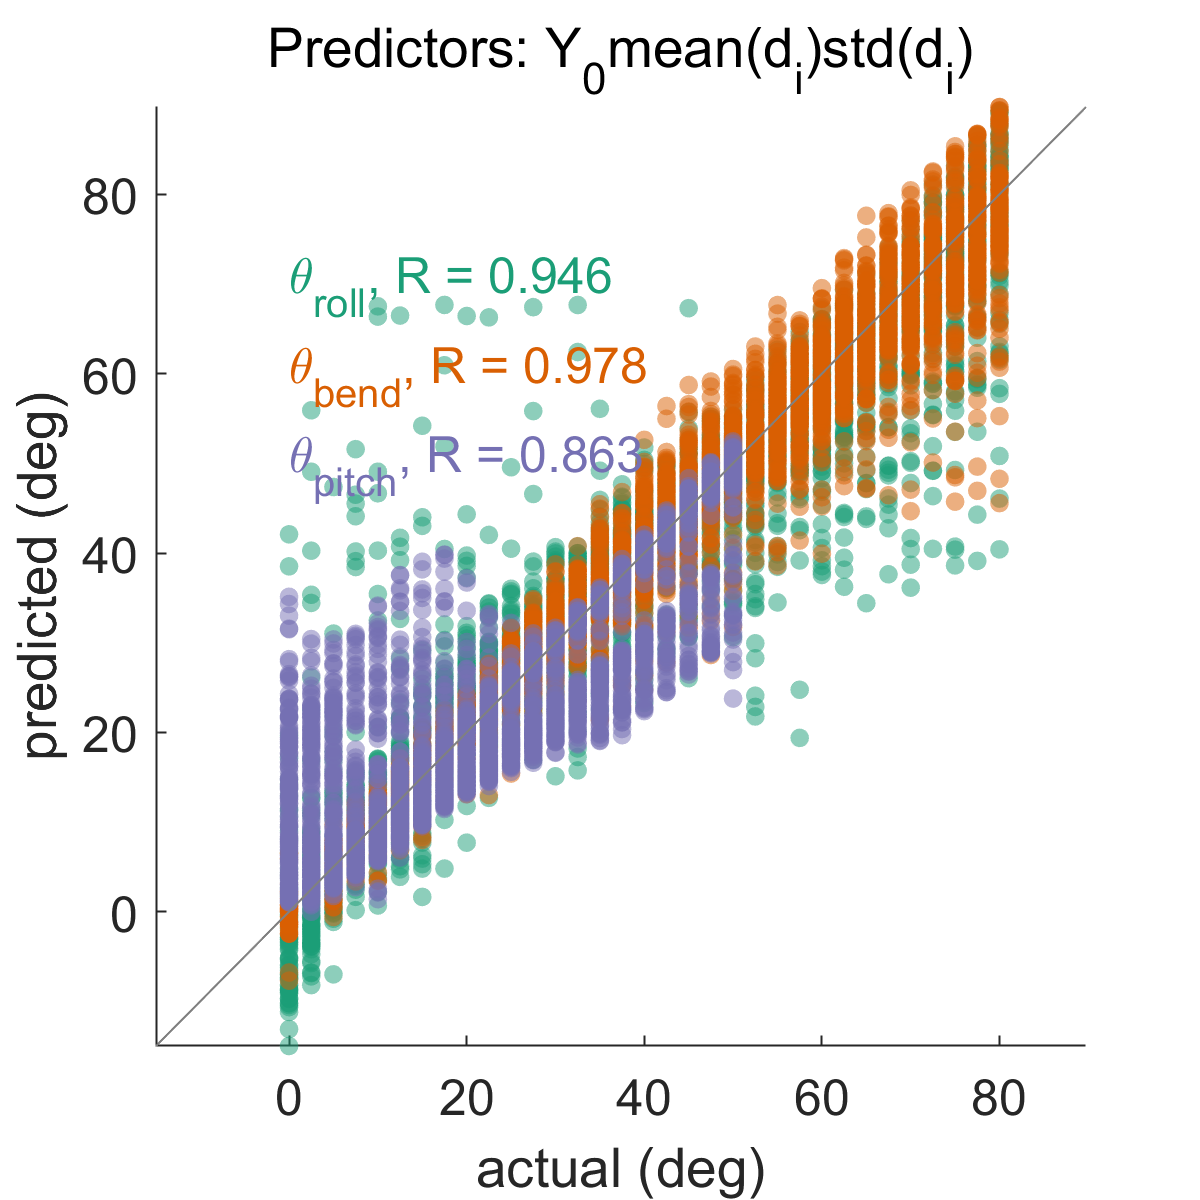 Predictors: Y₀mean(dᵢ)std(dᵢ)
80
60
40
20
0
θroll, R = 0.946
θbend, R = 0.978
θpitch, R = 0.863
predicted (deg)
0 20 40 60 80
actual (deg)